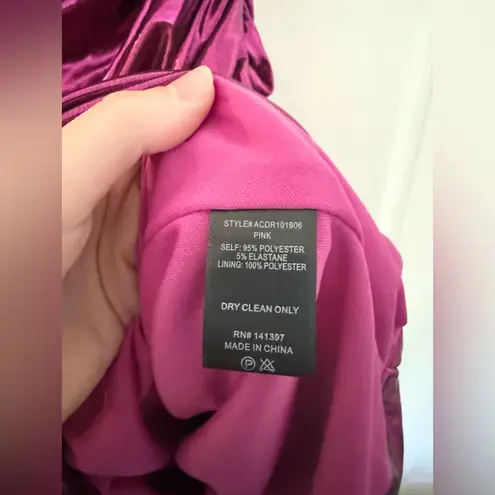 STYLE# ACDR101906
PINK
SELF: 95% POLYESTER
5% ELASTANE
LINING: 100% POLYESTER
DRY CLEAN ONLY
RN# 141397
MADE IN CHINA
P